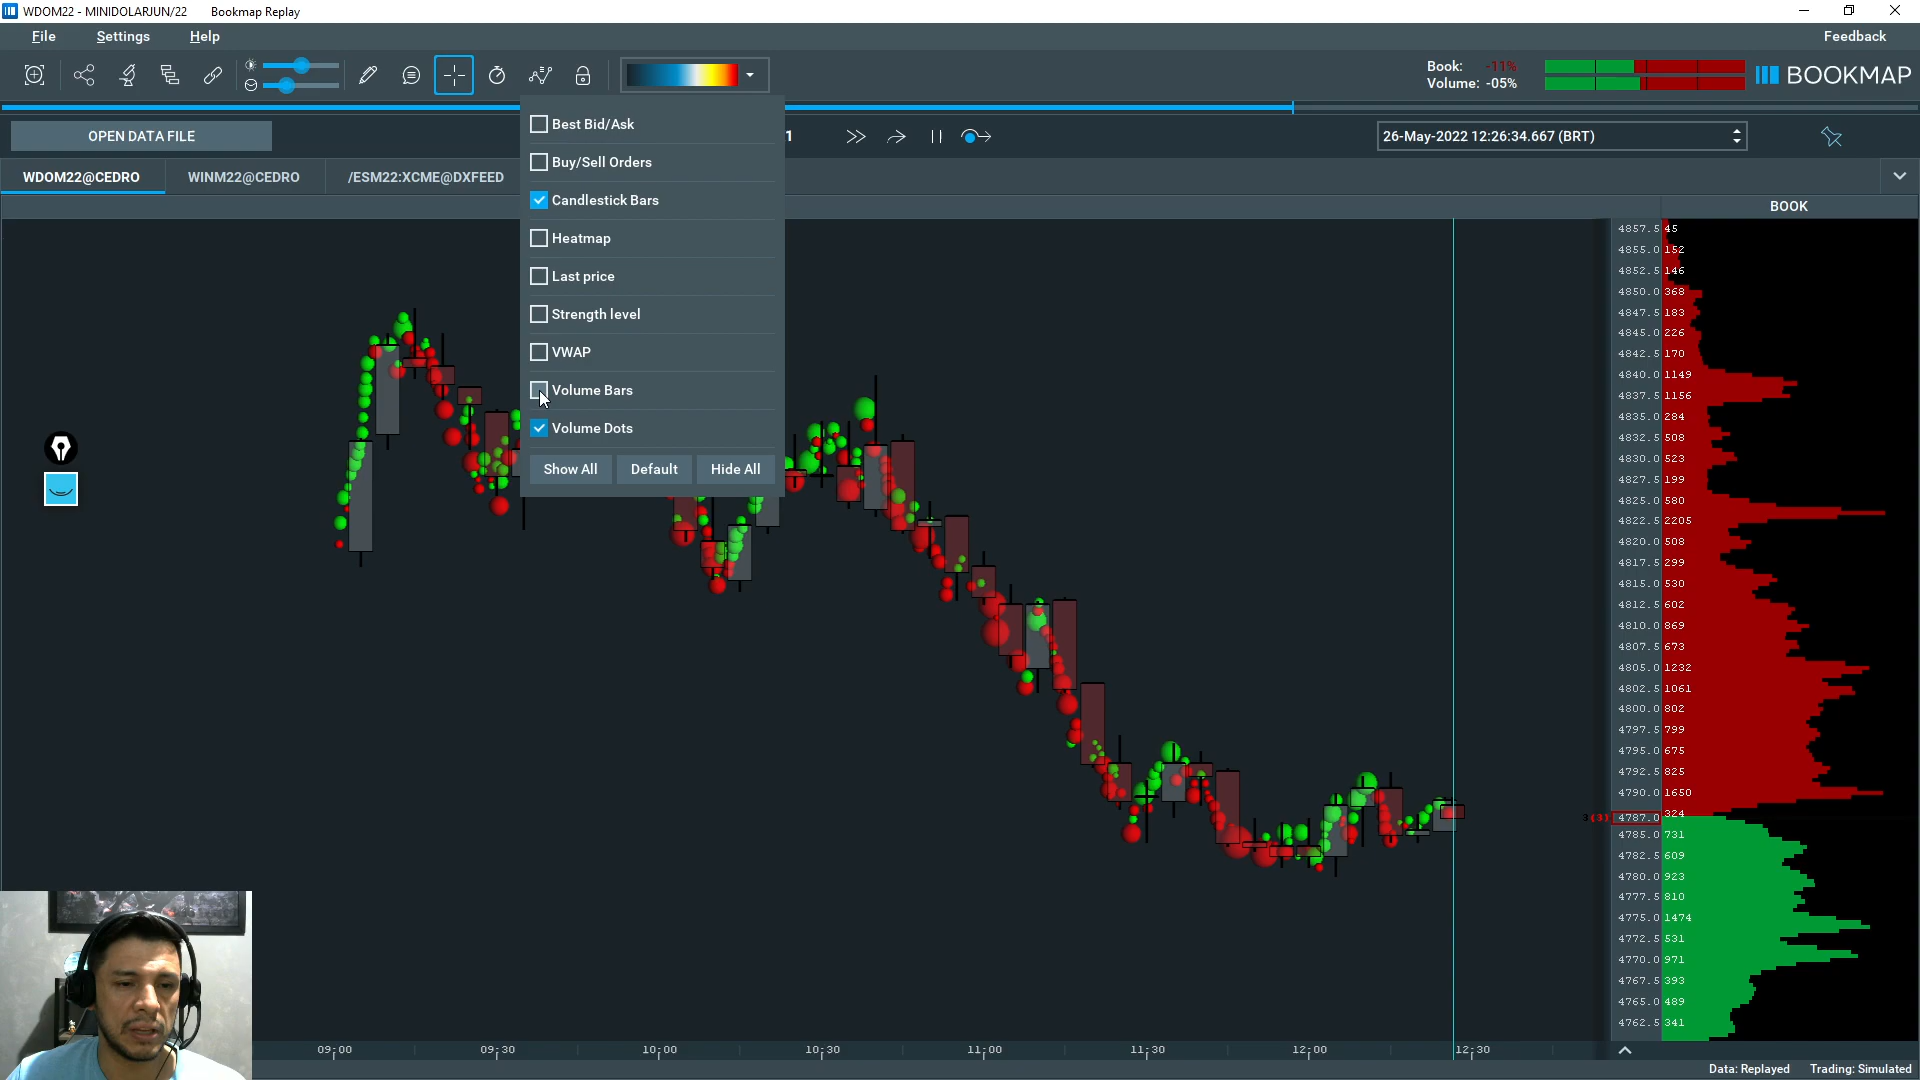 WDOM22 - MINIDOLARJUN/22 Bookmap Replay
File Settings Help Feedback
Book: -11%
Volume: -05%
BOOKMAP
OPEN DATA FILE
1
26-May-2022 12:26:34.667 (BRT)
WDOM22@CEDRO WINM22@CEDRO /ESM22:XCME@DXFEED
Best Bid/Ask
Buy/Sell Orders
Candlestick Bars
Heatmap
Last price
Strength level
VWAP
Volume Bars
Volume Dots
Show All Default Hide All
BOOK
4857.5 45
4855.0 152
4852.5 146
4850.0 368
4847.5 183
4845.0 226
4842.5 170
4840.0 1149
4837.5 1156
4835.0 284
4832.5 508
4830.0 523
4827.5 199
4825.0 580
4822.5 2205
4820.0 508
4817.5 299
4815.0 530
4812.5 602
4810.0 869
4807.5 673
4805.0 1232
4802.5 1061
4800.0 802
4797.5 799
4795.0 675
4792.5 825
4790.0 1650
324
3(3) 4787.0
4785.0 731
4782.5 609
4780.0 923
4777.5 810
4775.0 1474
4772.5 531
4770.0 971
4767.5 393
4765.0 489
4762.5 341
09:00 09:30 10:00 10:30 11:00 11:30 12:00 12:30
Data: Replayed Trading: Simulated